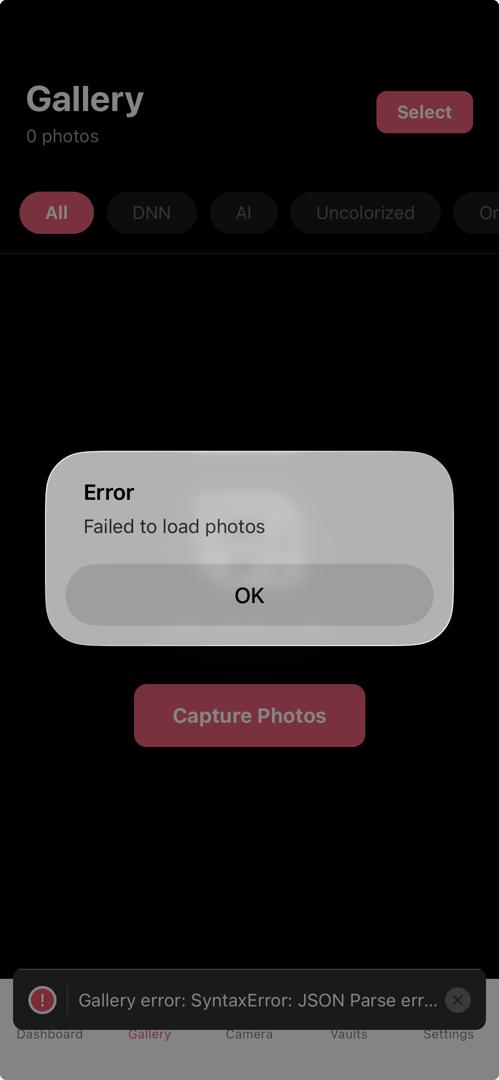 Gallery
0 photos
Select
All
DNN
AI
Uncolorized
Or
Error
Failed to load photos
OK
Capture Photos
! Gallery error: SyntaxError: JSON Parse err...
Dashboard
Gallery
Camera
Vaults
Settings